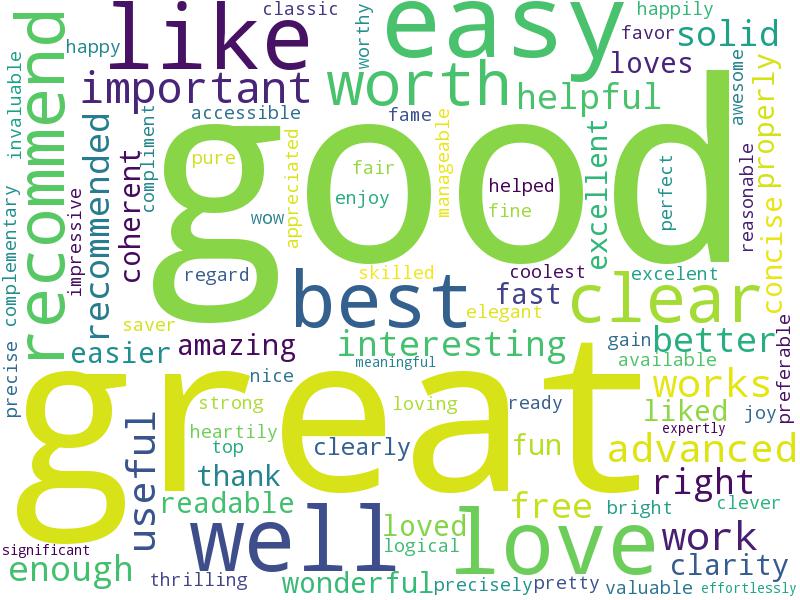 classic
happily
like
easy
happy
worthy
favor
solid
recommend
invaluable
important
worth
loves
helpful
awesome
properly
accessible
fame
recommended
compliment
good
pure
appreciated
fair
manageable
helped
excellent
perfect
reasonable
coherent
enjoy
fine
wow
impressive
complementary
concise
regard
skilled
coolest
excelent
best
fast
clear
elegant
saver
precise
easier
amazing
interesting
gain
better
preferable
meaningful
available
great
nice
works
strong
loving
ready
liked
joy
heartily
expertly
useful
top
clearly
fun
advanced
thank
right
readable
free
bright
clever
well
loved
love
work
logical
significant
enough
clarity
thrilling
wonderful
precisely
pretty
valuable
effortlessly